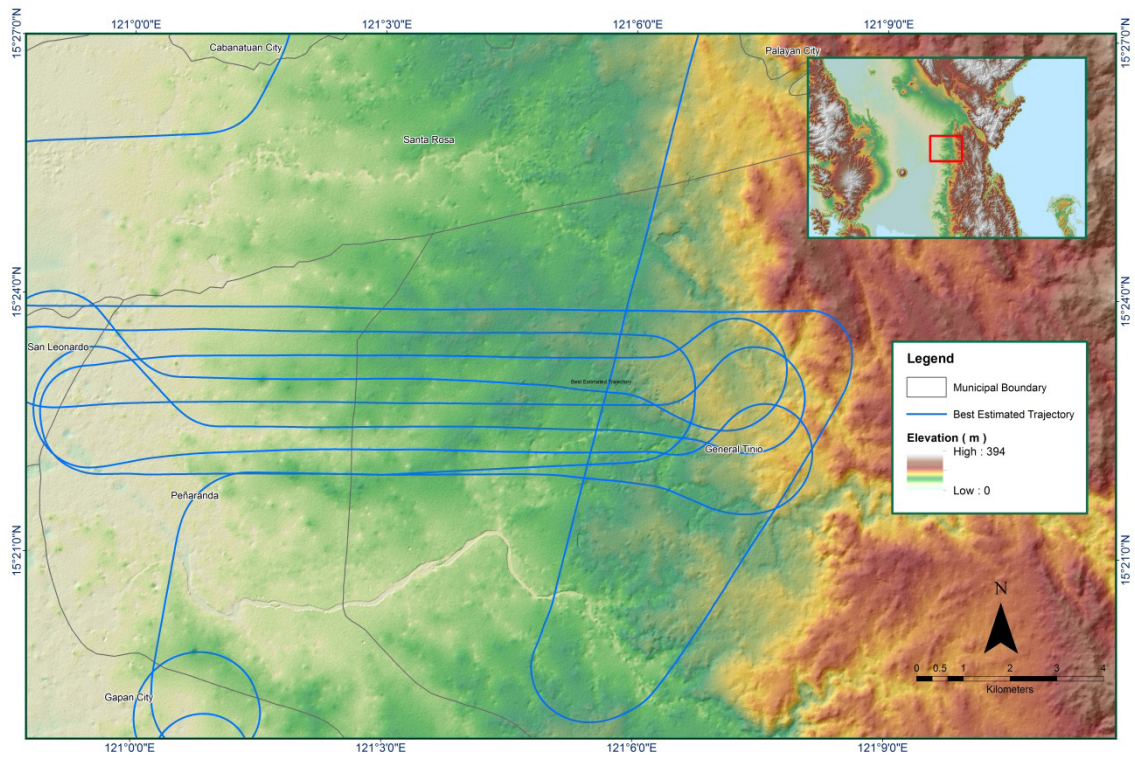 121°0'0"E
121°3'0"E
121°6'0"E
121°9'0"E
15°27'0"N
15°27'0"N
Cabanatuan City
Palayan City
Santa Rosa
15°24'0"N
15°24'0"N
San Leonardo
Best Estimated Trajectory
General Tinio
Peñaranda
Legend
Municipal Boundary
Best Estimated Trajectory
Elevation ( m )
High : 394
Low : 0
15°21'0"N
15°21'0"N
N
0 0.5 1 2 3 4
Kilometers
Gapan City
121°0'0"E
121°3'0"E
121°6'0"E
121°9'0"E